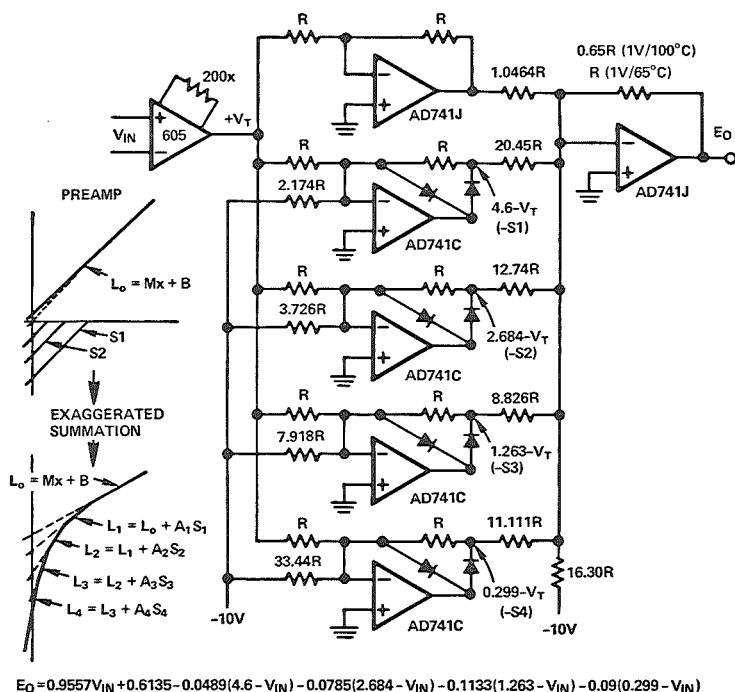 R
R
0.65R (1V/100°C)
R (1V/65°C)
200x
1.0464R
+
605
−
V_IN
+V_T
−
+
AD741J
E_O
−
+
AD741J
R
R
20.45R
2.174R
PREAMP
−
+
AD741C
4.6-V_T
(-S1)
R
R
12.74R
L_o = Mx + B
3.726R
−
+
AD741C
2.684-V_T
(-S2)
S1
S2
R
R
8.826R
EXAGGERATED
SUMMATION
7.918R
−
+
AD741C
1.263-V_T
(-S3)
L_o = Mx + B
R
R
11.111R
L_1 = L_o + A_1S_1
33.44R
L_2 = L_1 + A_2S_2
−
+
AD741C
0.299-V_T
(-S4)
16.30R
L_3 = L_2 + A_3S_3
L_4 = L_3 + A_4S_4
-10V
-10V
E_O = 0.9557V_IN + 0.6135 - 0.0489(4.6 - V_IN) - 0.0785(2.684 - V_IN) - 0.1133(1.263 - V_IN) - 0.09(0.299 - V_IN)